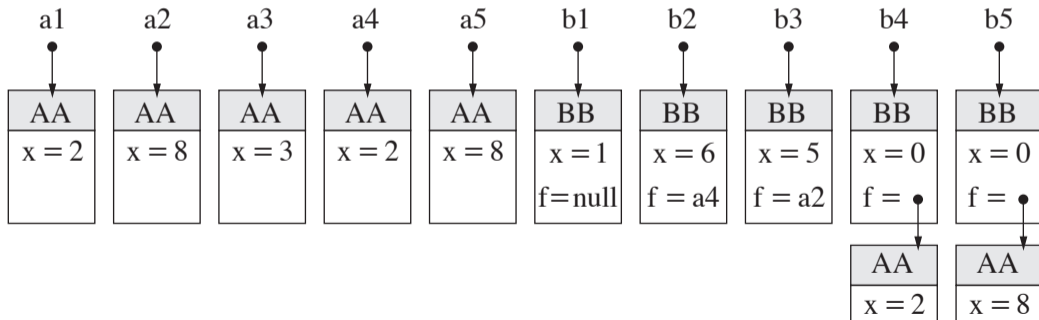 a1 a2 a3 a4 a5 b1 b2 b3 b4 b5
AA AA AA AA AA BB BB BB BB BB
x = 2 x = 8 x = 3 x = 2 x = 8 x = 1 x = 6 x = 5 x = 0 x = 0
f=null f = a4 f = a2 f = f =
AA AA
x = 2 x = 8